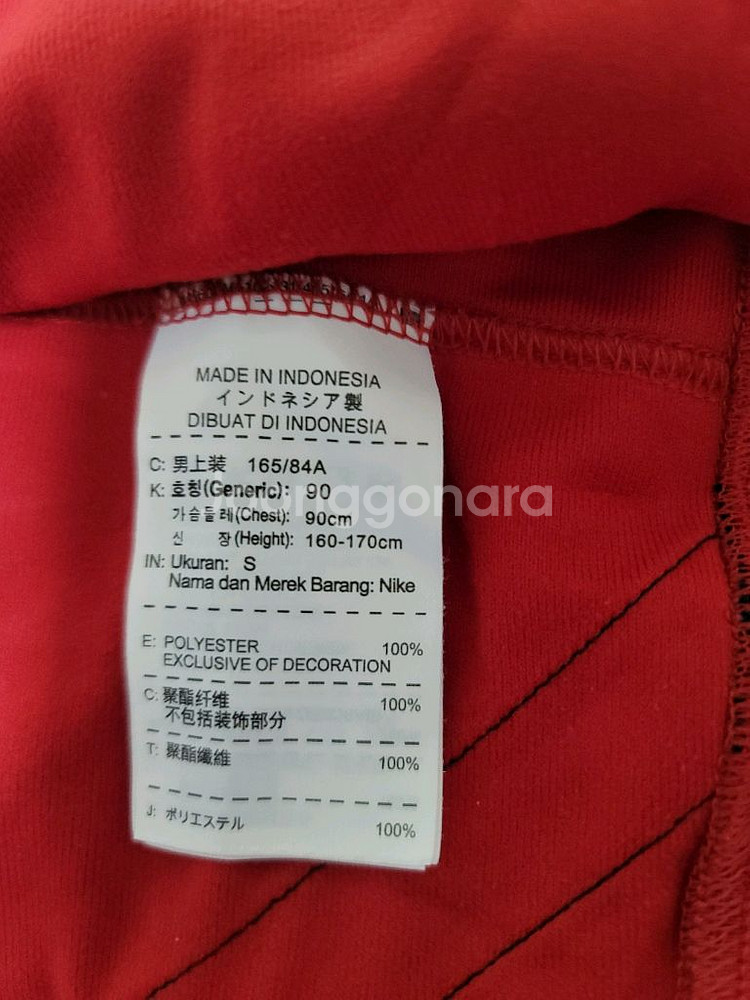 MADE IN INDONESIA
インドネシア製
DIBUAT DI INDONESIA
C: 男上装 165/84A
K: 호칭(Generic): 90
가슴둘레(Chest): 90cm
신 장(Height): 160-170cm
IN: Ukuran: S
Nama dan Merek Barang: Nike
E: POLYESTER 100%
EXCLUSIVE OF DECORATION
C: 聚酯纤维 100%
不包括装饰部分
T: 聚酯纖維 100%
J: ポリエステル 100%
joonggonara